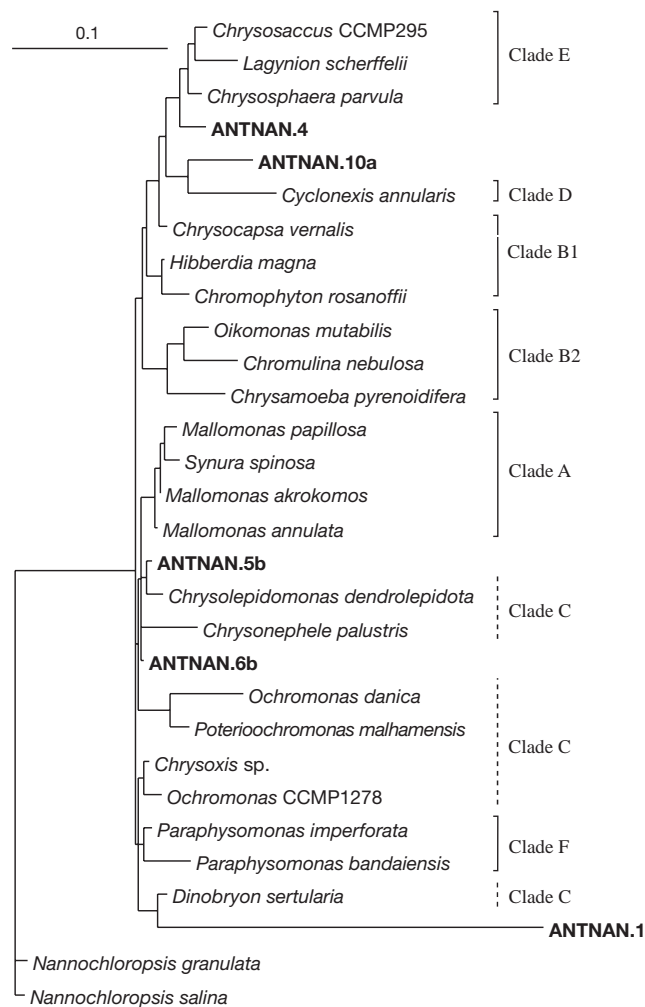 0.1
Chrysosaccus CCMP295
Lagynion scherffelii
Clade E
Chrysosphaera parvula
ANTNAN.4
ANTNAN.10a
Cyclonexis annularis
Clade D
Chrysocapsa vernalis
Hibberdia magna
Clade B1
Chromophyton rosanoffii
Oikomonas mutabilis
Chromulina nebulosa
Clade B2
Chrysamoeba pyrenoidifera
Mallomonas papillosa
Synura spinosa
Clade A
Mallomonas akrokomos
Mallomonas annulata
ANTNAN.5b
Chrysolepidomonas dendrolepidota
Clade C
Chrysonephele palustris
ANTNAN.6b
Ochromonas danica
Poterioochromonas malhamensis
Clade C
Chrysoxis sp.
Ochromonas CCMP1278
Paraphysomonas imperforata
Clade F
Paraphysomonas bandaiensis
Dinobryon sertularia
Clade C
ANTNAN.1
Nannochloropsis granulata
Nannochloropsis salina